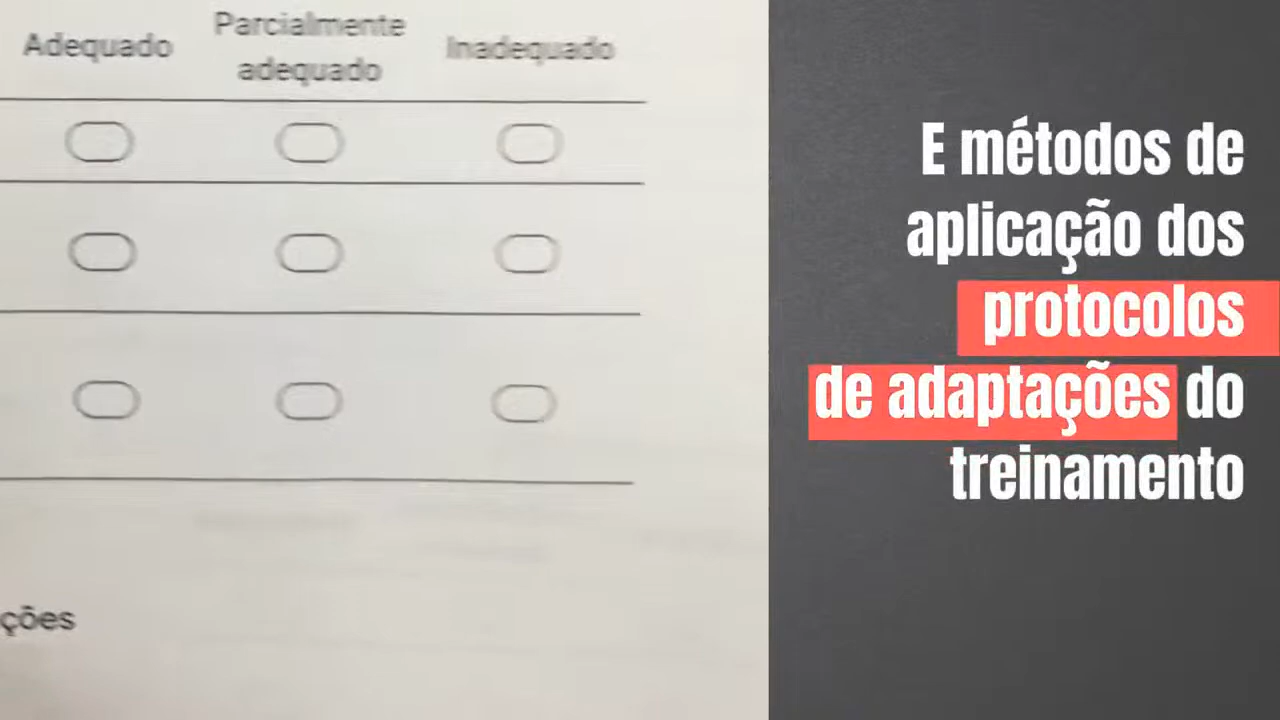 Adequado
Parcialmente
adequado
Inadequado
ções
E métodos de
aplicação dos
protocolos
de adaptações do
treinamento